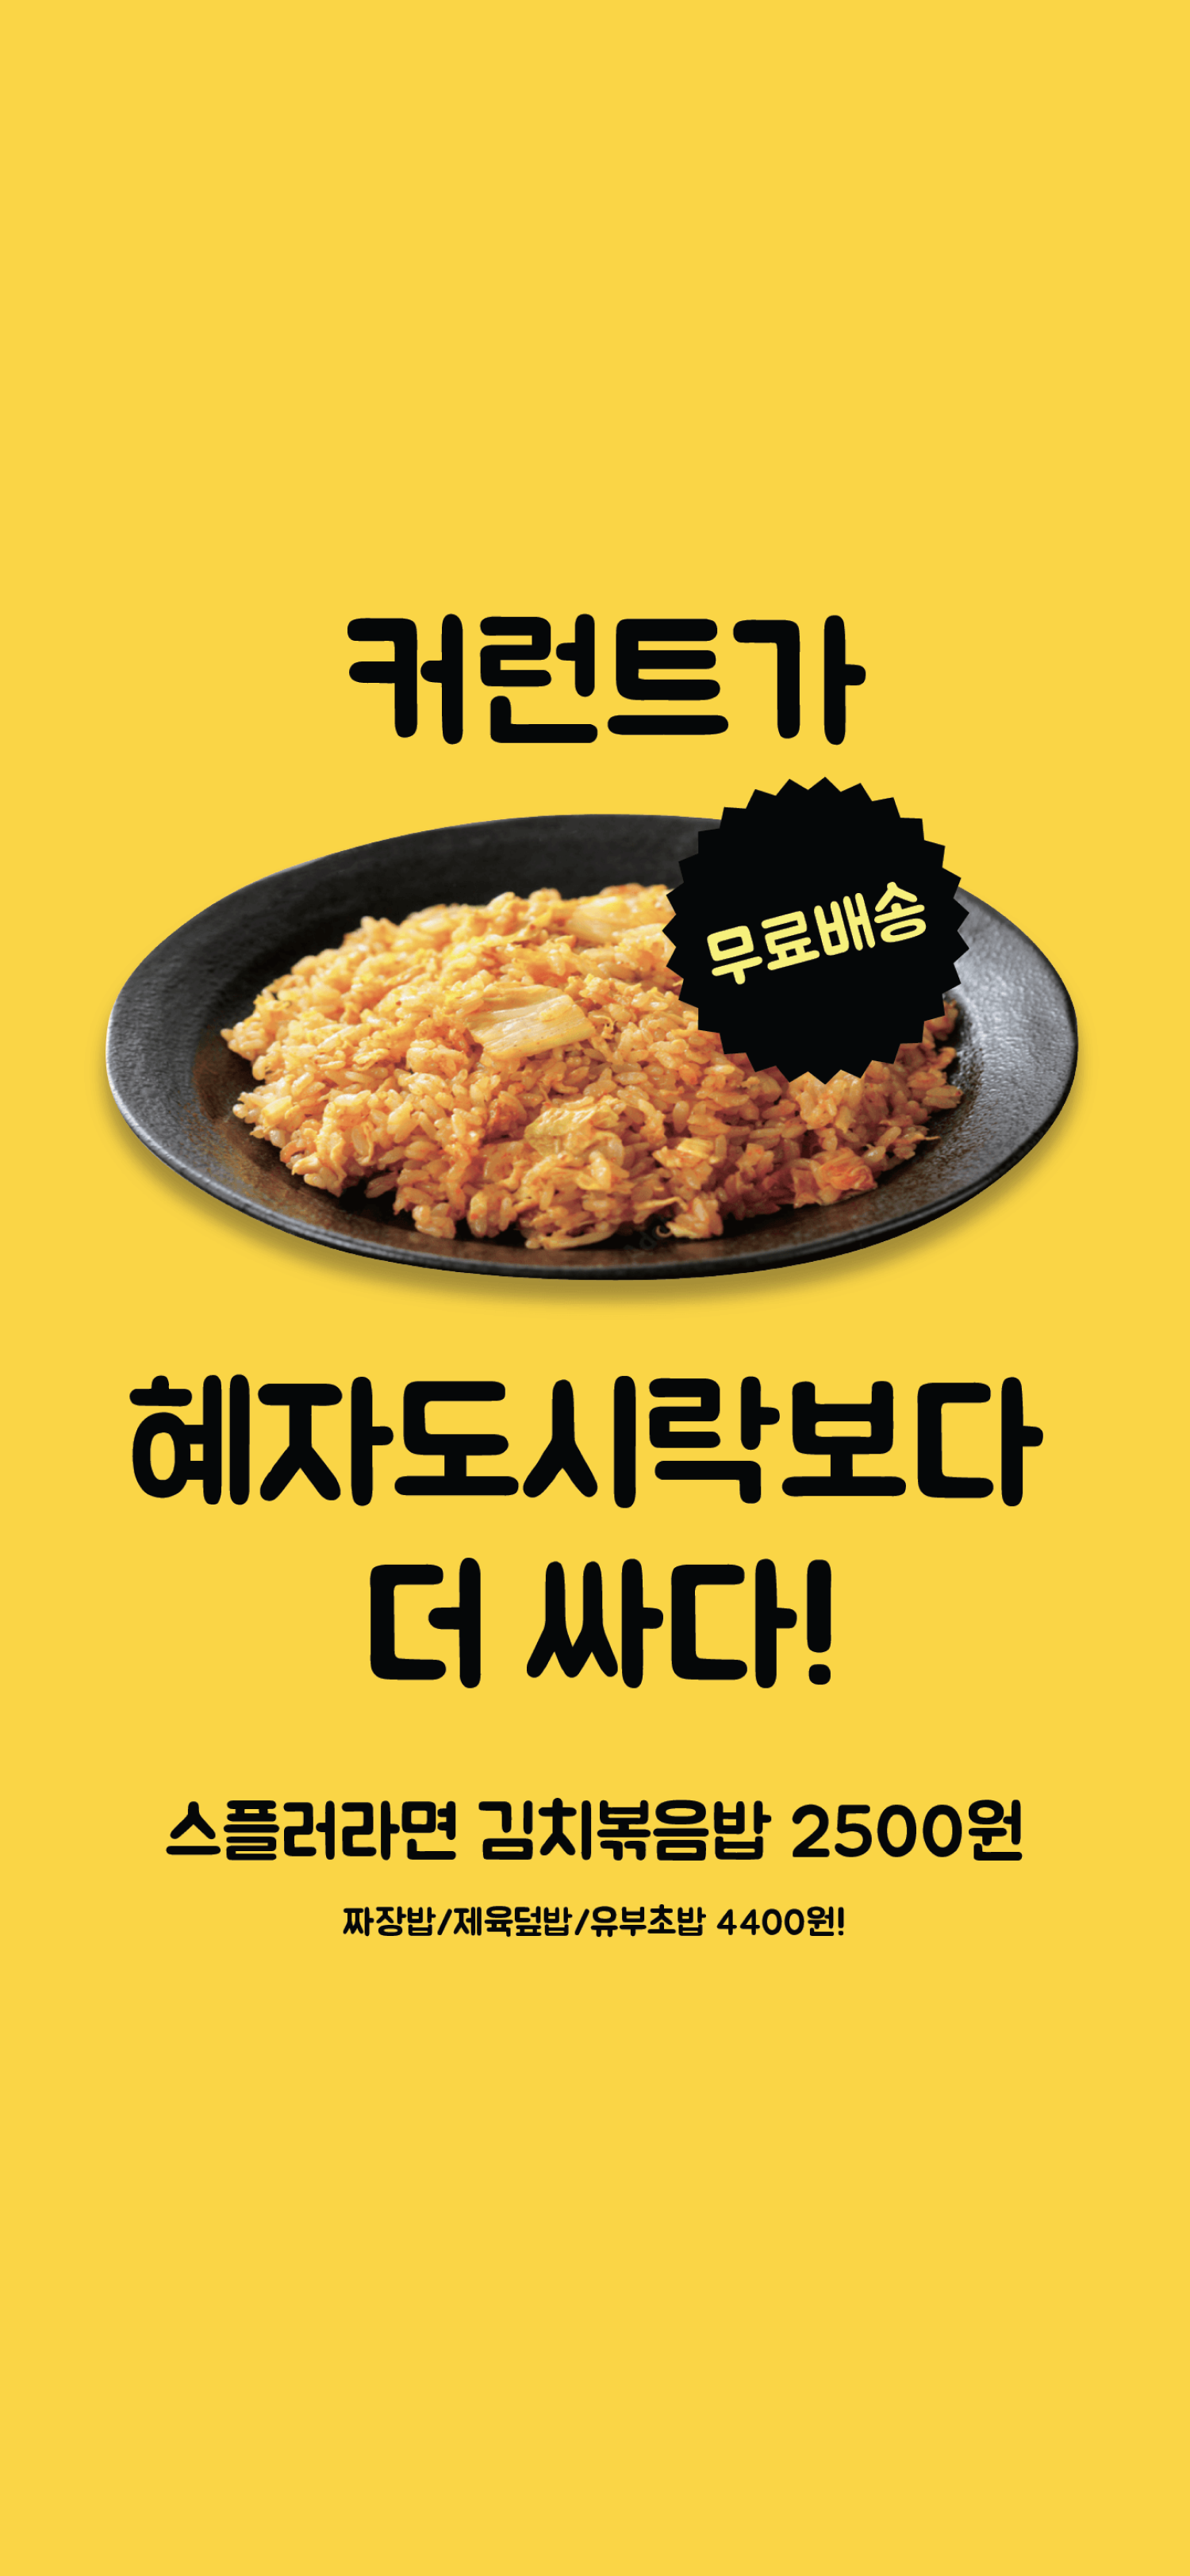 커런트가
무료배송
혜자도시락보다
더 싸다!
스플러라면 김치볶음밥 2500원
짜장밥/제육덮밥/유부초밥 4400원!